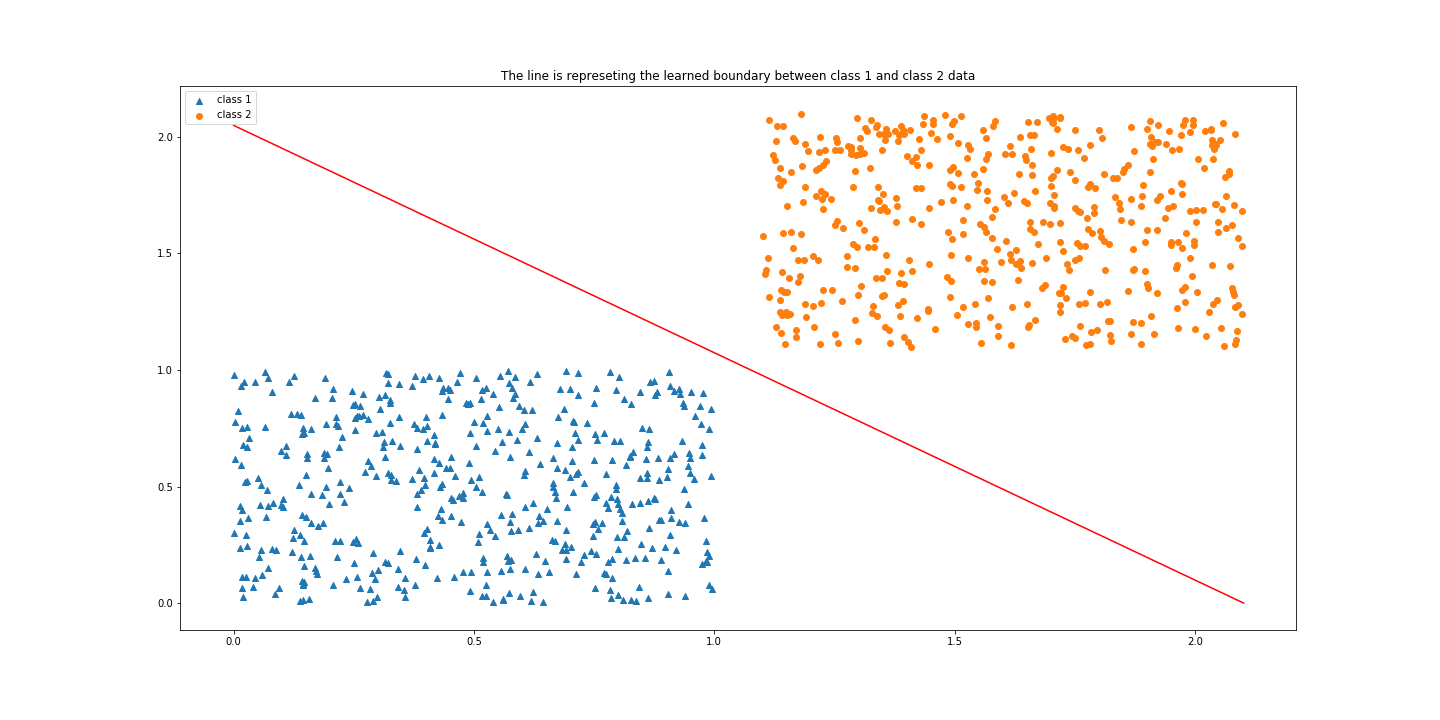 The line is represeting the learned boundary between class 1 and class 2 data
class 1
class 2
2.0
1.5
1.0
0.5
0.0
0.0 0.5 1.0 1.5 2.0